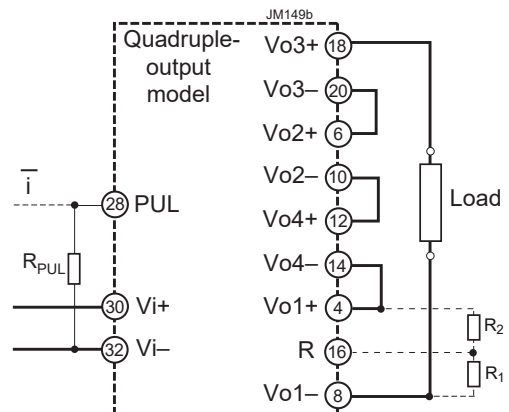 JM149b
Quadruple-
output
model
Vo3+ 18
Vo3– 20
Vo2+ 6
Vo2– 10
Vo4+ 12
Vo4– 14
Vo1+ 4
R 16
Vo1– 8
i
28 PUL
RPUL
30 Vi+
32 Vi–
Load
R2
R1